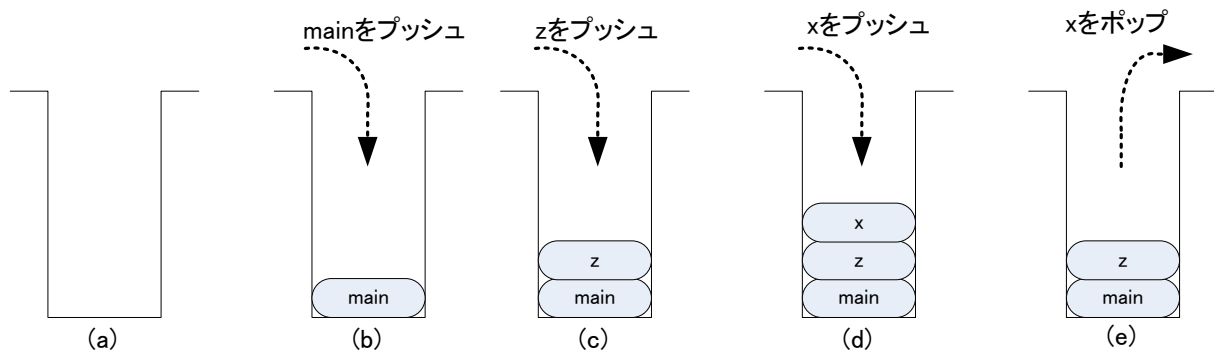 mainをプッシュ
zをプッシュ
xをプッシュ
xをポップ
x
z
z
z
main
main
main
main
(a)
(b)
(c)
(d)
(e)